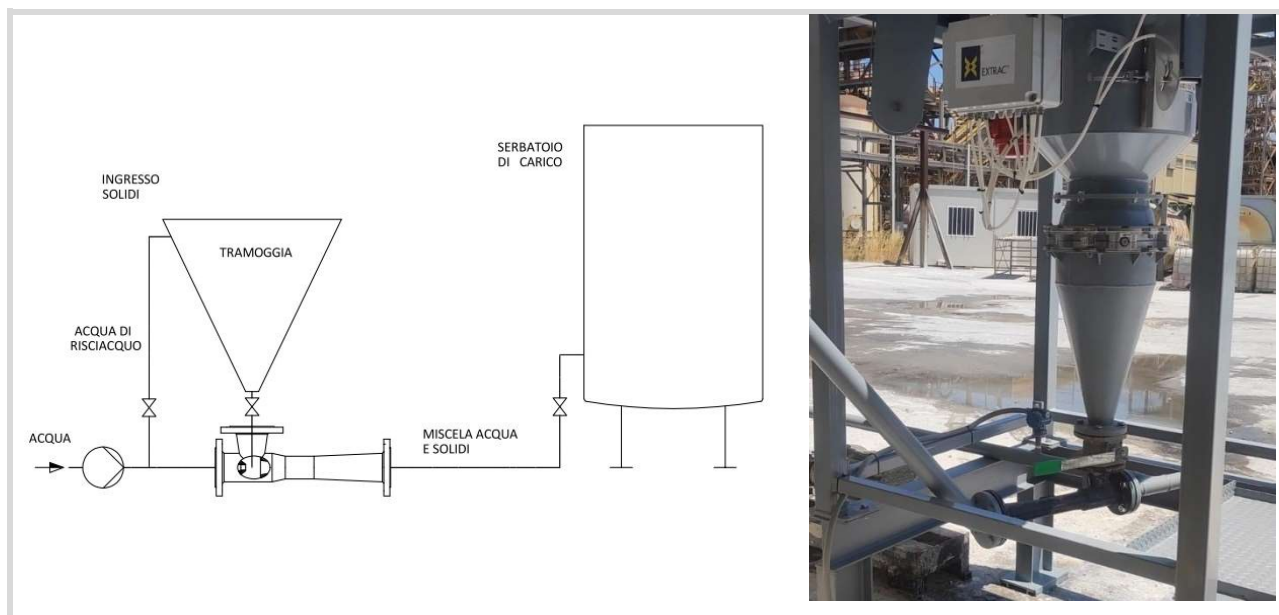 INGRESSO
SOLIDI
TRAMOGGIA
ACQUA DI
RISCIACQUO
ACQUA
MISCELA ACQUA
E SOLIDI
SERBATOIO
DI CARICO
EXTRAC